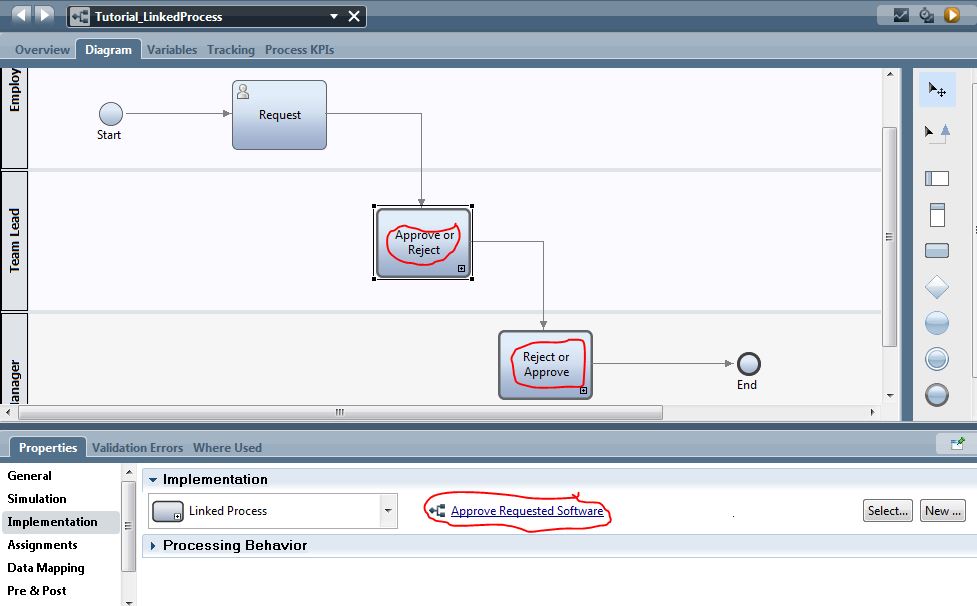 Tutorial_LinkedProcess
Overview Diagram Variables Tracking Process KPIs
Employ
Start
Request
Team Lead
Approve or
Reject
anager
Reject or
Approve
End
Properties Validation Errors Where Used
General
Simulation
Implementation
Assignments
Data Mapping
Pre & Post
Implementation
Linked Process
Approve Requested Software
Select...
New ...
Processing Behavior